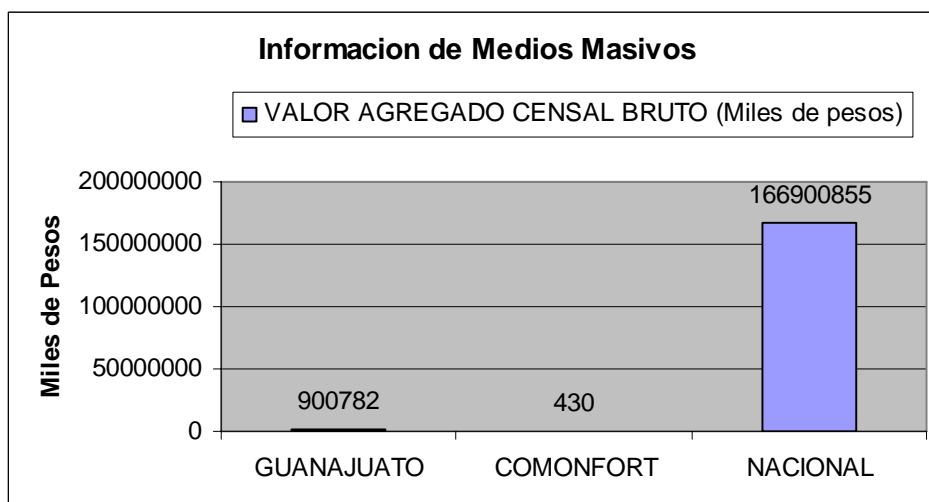 Informacion de Medios Masivos
VALOR AGREGADO CENSAL BRUTO (Miles de pesos)
Miles de Pesos
200000000
150000000
100000000
50000000
0
900782
430
166900855
GUANAJUATO
COMONFORT
NACIONAL